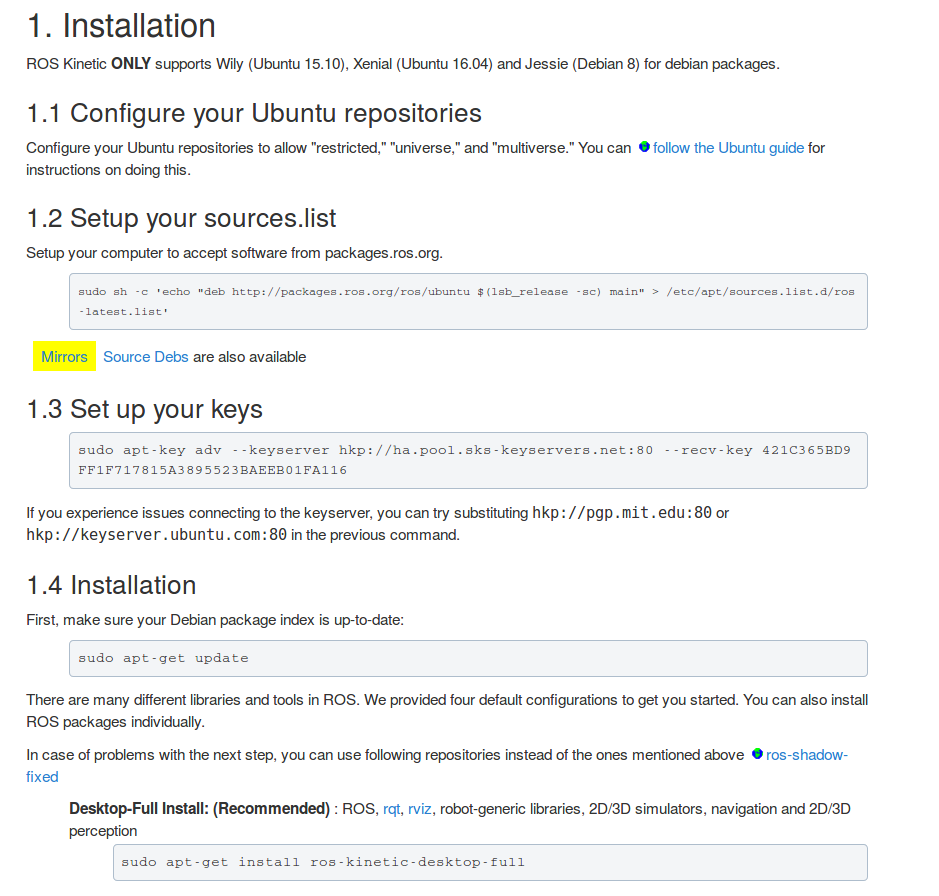 1. Installation
ROS Kinetic ONLY supports Wily (Ubuntu 15.10), Xenial (Ubuntu 16.04) and Jessie (Debian 8) for debian packages.
1.1 Configure your Ubuntu repositories
Configure your Ubuntu repositories to allow "restricted," "universe," and "multiverse." You can follow the Ubuntu guide for
instructions on doing this.
1.2 Setup your sources.list
Setup your computer to accept software from packages.ros.org.
sudo sh -c 'echo "deb http://packages.ros.org/ros/ubuntu $(lsb_release -sc) main" > /etc/apt/sources.list.d/ros
-latest.list'
Mirrors Source Debs are also available
1.3 Set up your keys
sudo apt-key adv --keyserver hkp://ha.pool.sks-keyservers.net:80 --recv-key 421C365BD9
FF1F717815A3895523BAEEB01FA116
If you experience issues connecting to the keyserver, you can try substituting hkp://pgp.mit.edu:80 or
hkp://keyserver.ubuntu.com:80 in the previous command.
1.4 Installation
First, make sure your Debian package index is up-to-date:
sudo apt-get update
There are many different libraries and tools in ROS. We provided four default configurations to get you started. You can also install
ROS packages individually.
In case of problems with the next step, you can use following repositories instead of the ones mentioned above ros-shadow-
fixed
Desktop-Full Install: (Recommended) : ROS, rqt, rviz, robot-generic libraries, 2D/3D simulators, navigation and 2D/3D
perception
sudo apt-get install ros-kinetic-desktop-full